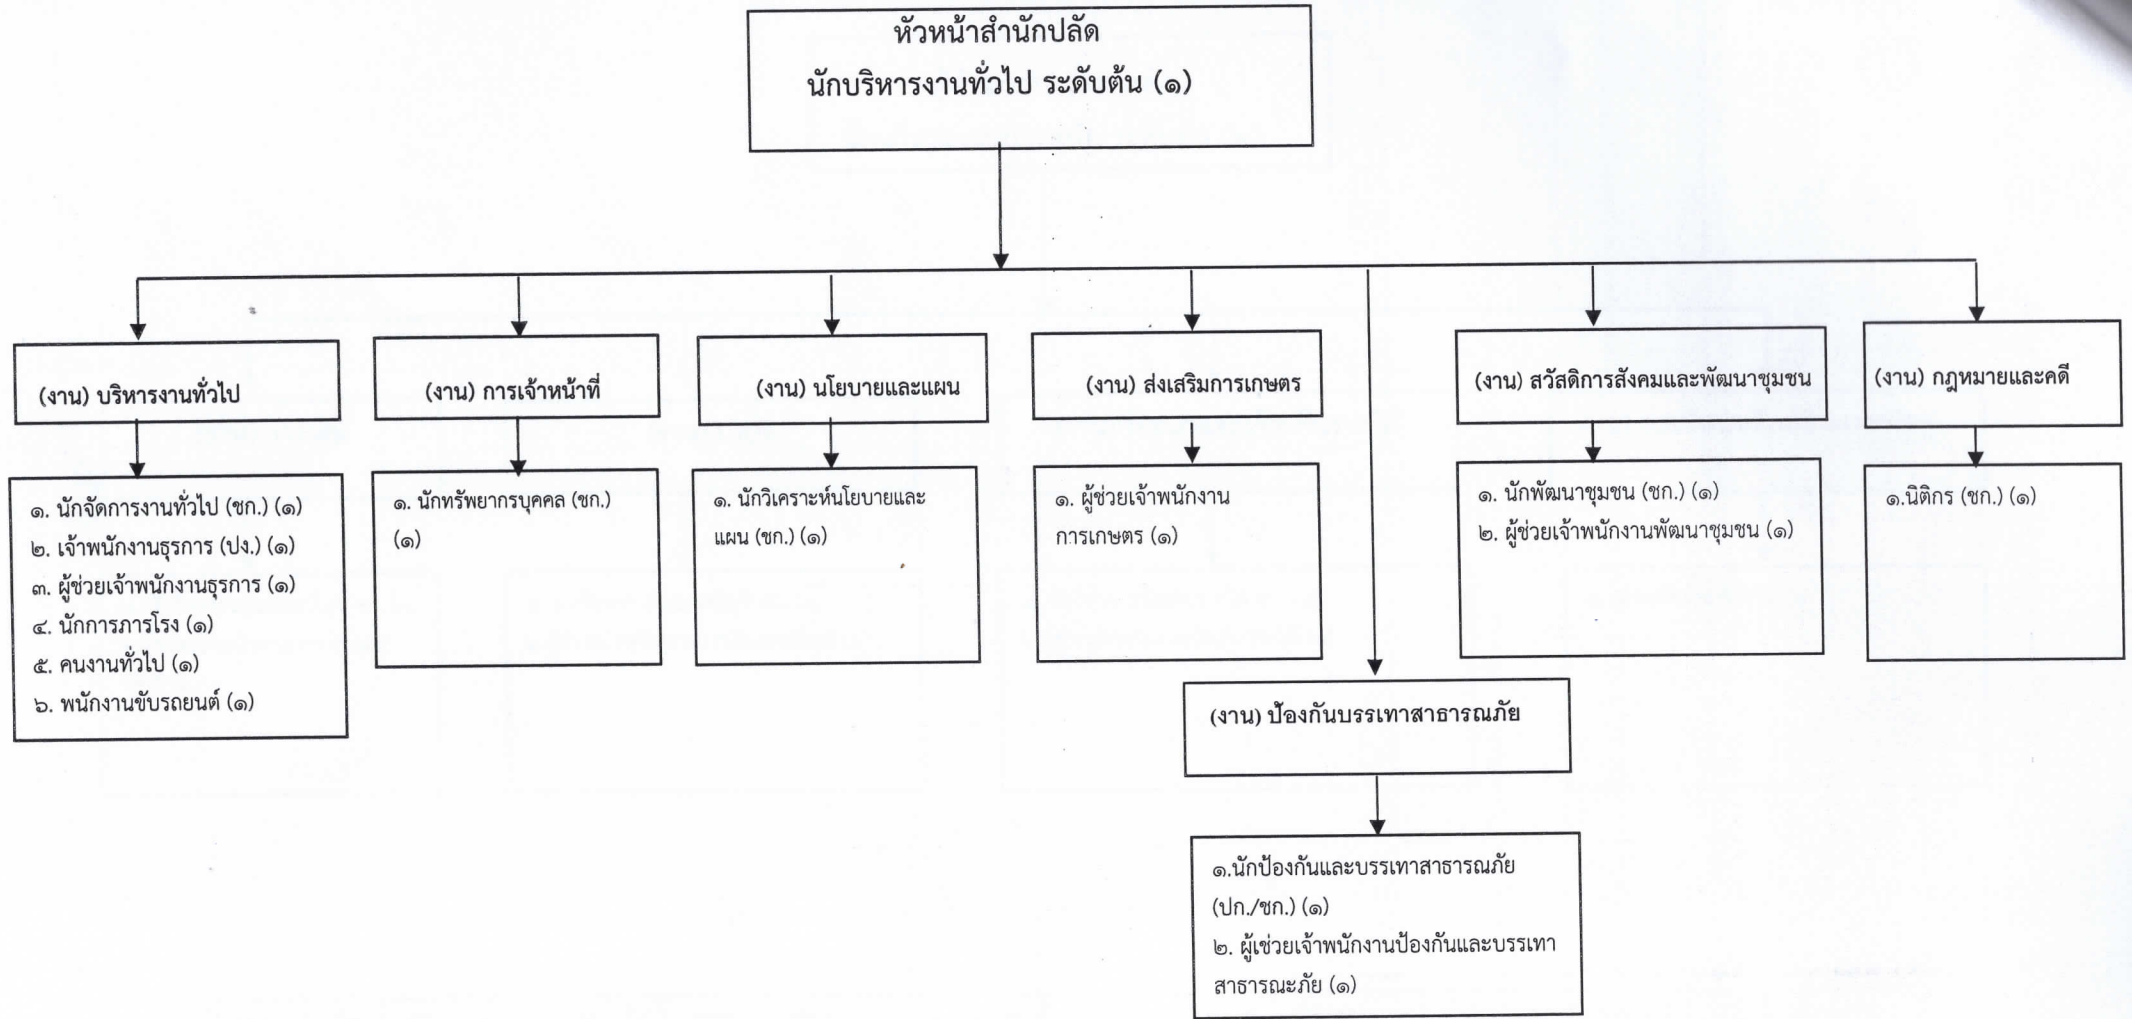 หัวหน้าสำนักปลัด
นักบริหารงานทั่วไป ระดับต้น (๑)
(งาน) บริหารงานทั่วไป
(งาน) การเจ้าหน้าที่
(งาน) นโยบายและแผน
(งาน) ส่งเสริมการเกษตร
(งาน) สวัสดิการสังคมและพัฒนาชุมชน
(งาน) กฎหมายและคดี
๑. นักจัดการงานทั่วไป (ชก.) (๑)
๒. เจ้าพนักงานธุรการ (ปง.) (๑)
๓. ผู้ช่วยเจ้าพนักงานธุรการ (๑)
๔. นักการภารโรง (๑)
๕. คนงานทั่วไป (๑)
๖. พนักงานขับรถยนต์ (๑)
๑. นักทรัพยากรบุคคล (ชก.)
(๑)
๑. นักวิเคราะห์นโยบายและ
แผน (ชก.) (๑)
๑. ผู้ช่วยเจ้าพนักงาน
การเกษตร (๑)
๑. นักพัฒนาชุมชน (ชก.) (๑)
๒. ผู้ช่วยเจ้าพนักงานพัฒนาชุมชน (๑)
๑.นิติกร (ชก.) (๑)
(งาน) ป้องกันบรรเทาสาธารณภัย
๑.นักป้องกันและบรรเทาสาธารณภัย
(ปก./ชก.) (๑)
๒. ผู้เช่วยเจ้าพนักงานป้องกันและบรรเทา
สาธารณะภัย (๑)